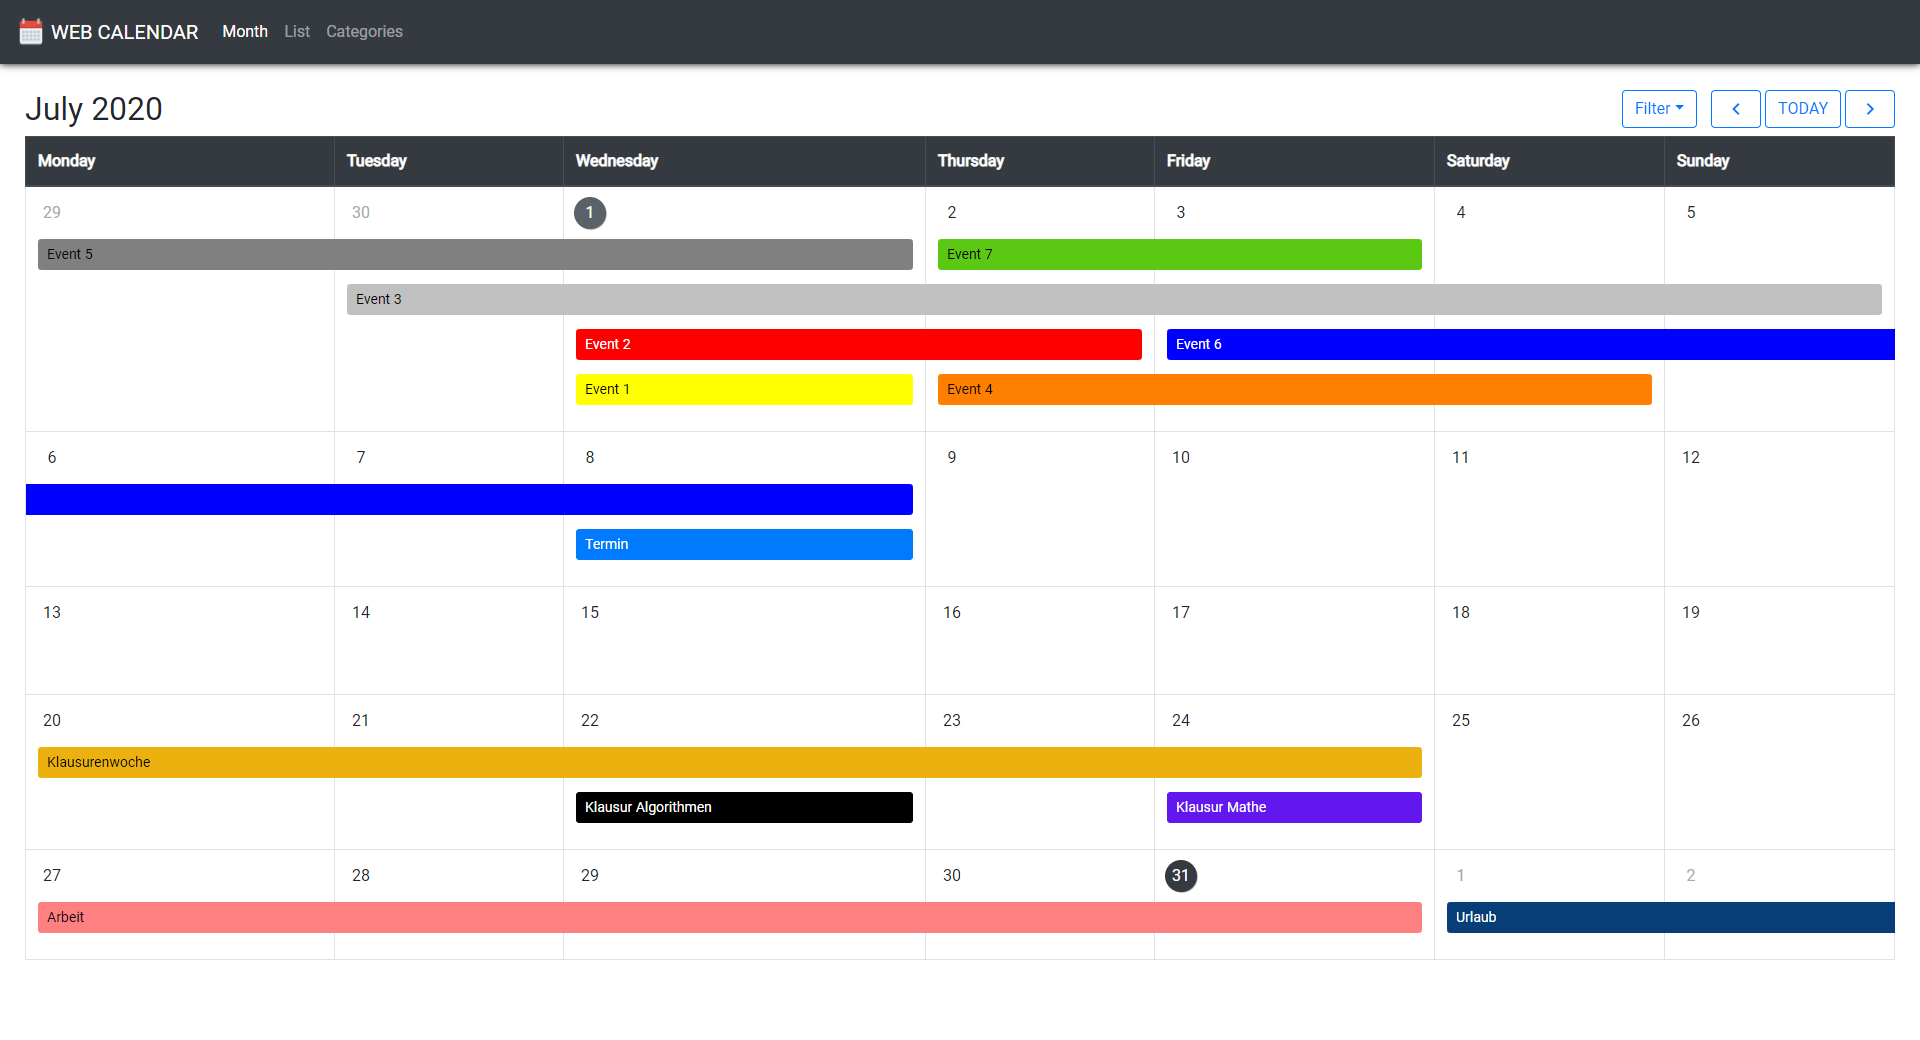 WEB CALENDAR Month List Categories
July 2020 Filter TODAY
Monday Tuesday Wednesday Thursday Friday Saturday Sunday
29 30 1 2 3 4 5
Event 5 Event 7
Event 3
Event 2 Event 6
Event 1 Event 4
6 7 8 9 10 11 12
Termin
13 14 15 16 17 18 19
20 21 22 23 24 25 26
Klausurenwoche
Klausur Algorithmen Klausur Mathe
27 28 29 30 31 1 2
Arbeit Urlaub